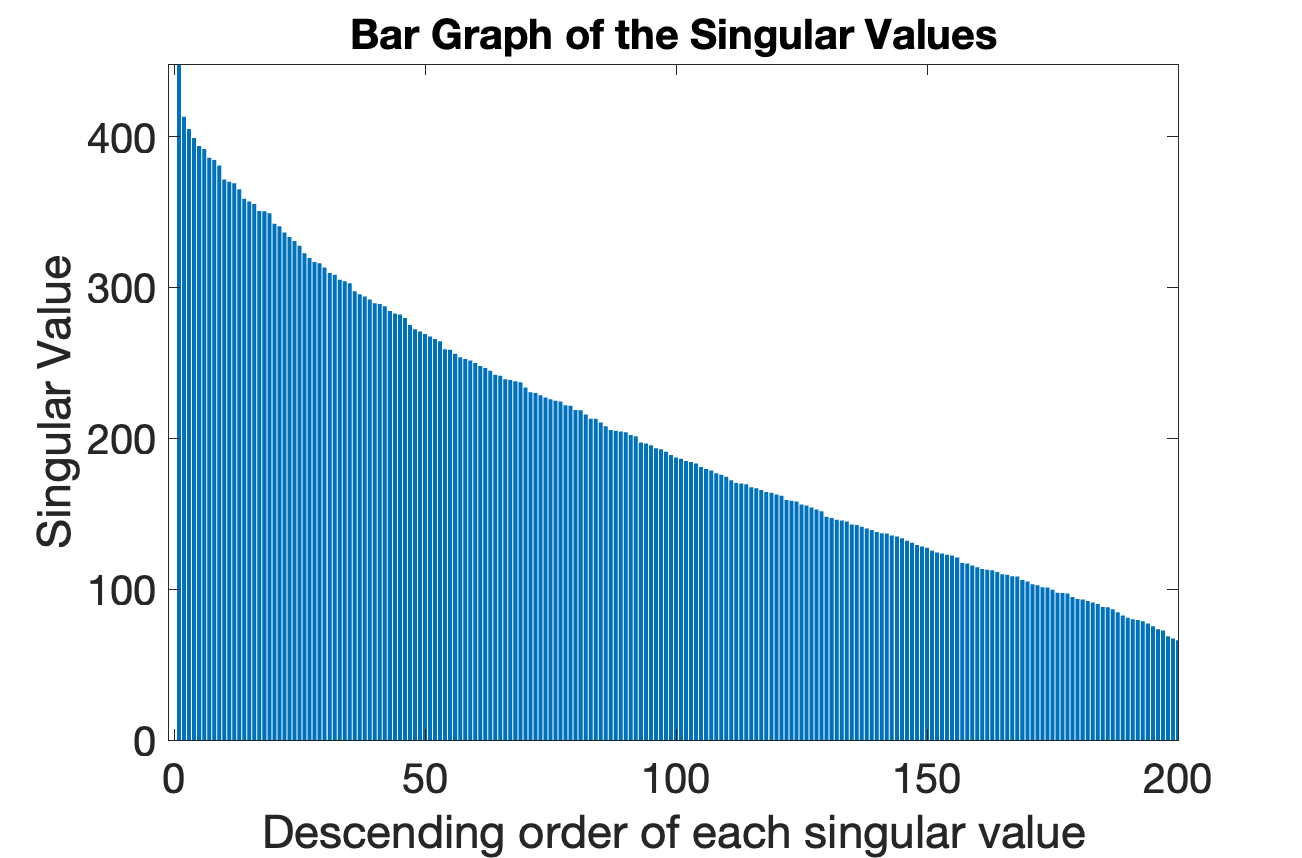 Bar Graph of the Singular Values
Singular Value
400
300
200
100
0
0 50 100 150 200
Descending order of each singular value